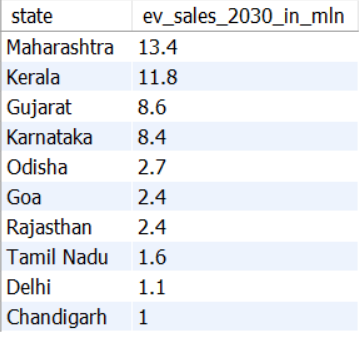 state ev_sales_2030_in_mln
Maharashtra 13.4
Kerala 11.8
Gujarat 8.6
Karnataka 8.4
Odisha 2.7
Goa 2.4
Rajasthan 2.4
Tamil Nadu 1.6
Delhi 1.1
Chandigarh 1